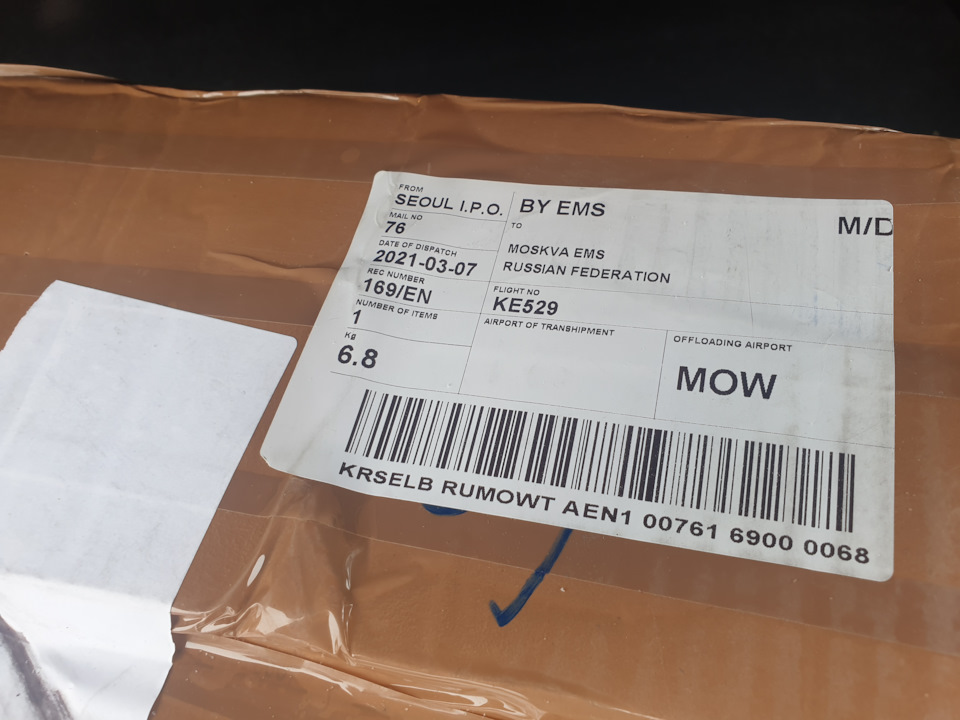 FROM
SEOUL I.P.O.
BY EMS
M/D
MAIL NO
76
TO
MOSKVA EMS
RUSSIAN FEDERATION
DATE OF DISPATCH
2021-03-07
REC NUMBER
169/EN
FLIGHT NO
KE529
NUMBER OF ITEMS
1
AIRPORT OF TRANSHIPMENT
OFFLOADING AIRPORT
MOW
Kg
6.8
KRSELB RUMOWT AEN1 00761 6900 0068